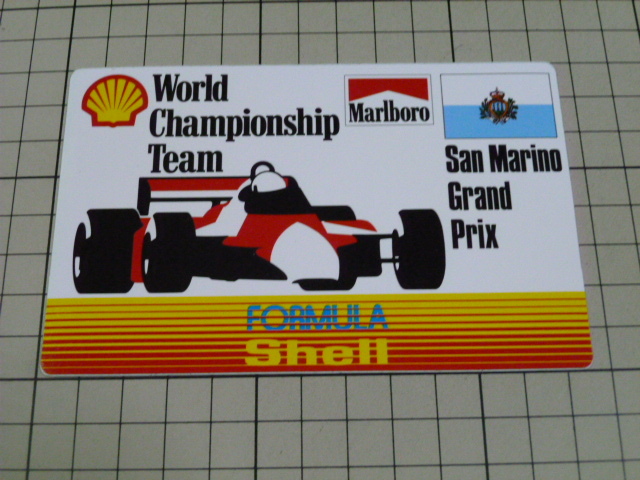 World
Championship
Team
Marlboro
San Marino
Grand
Prix
FORMULA
Shell